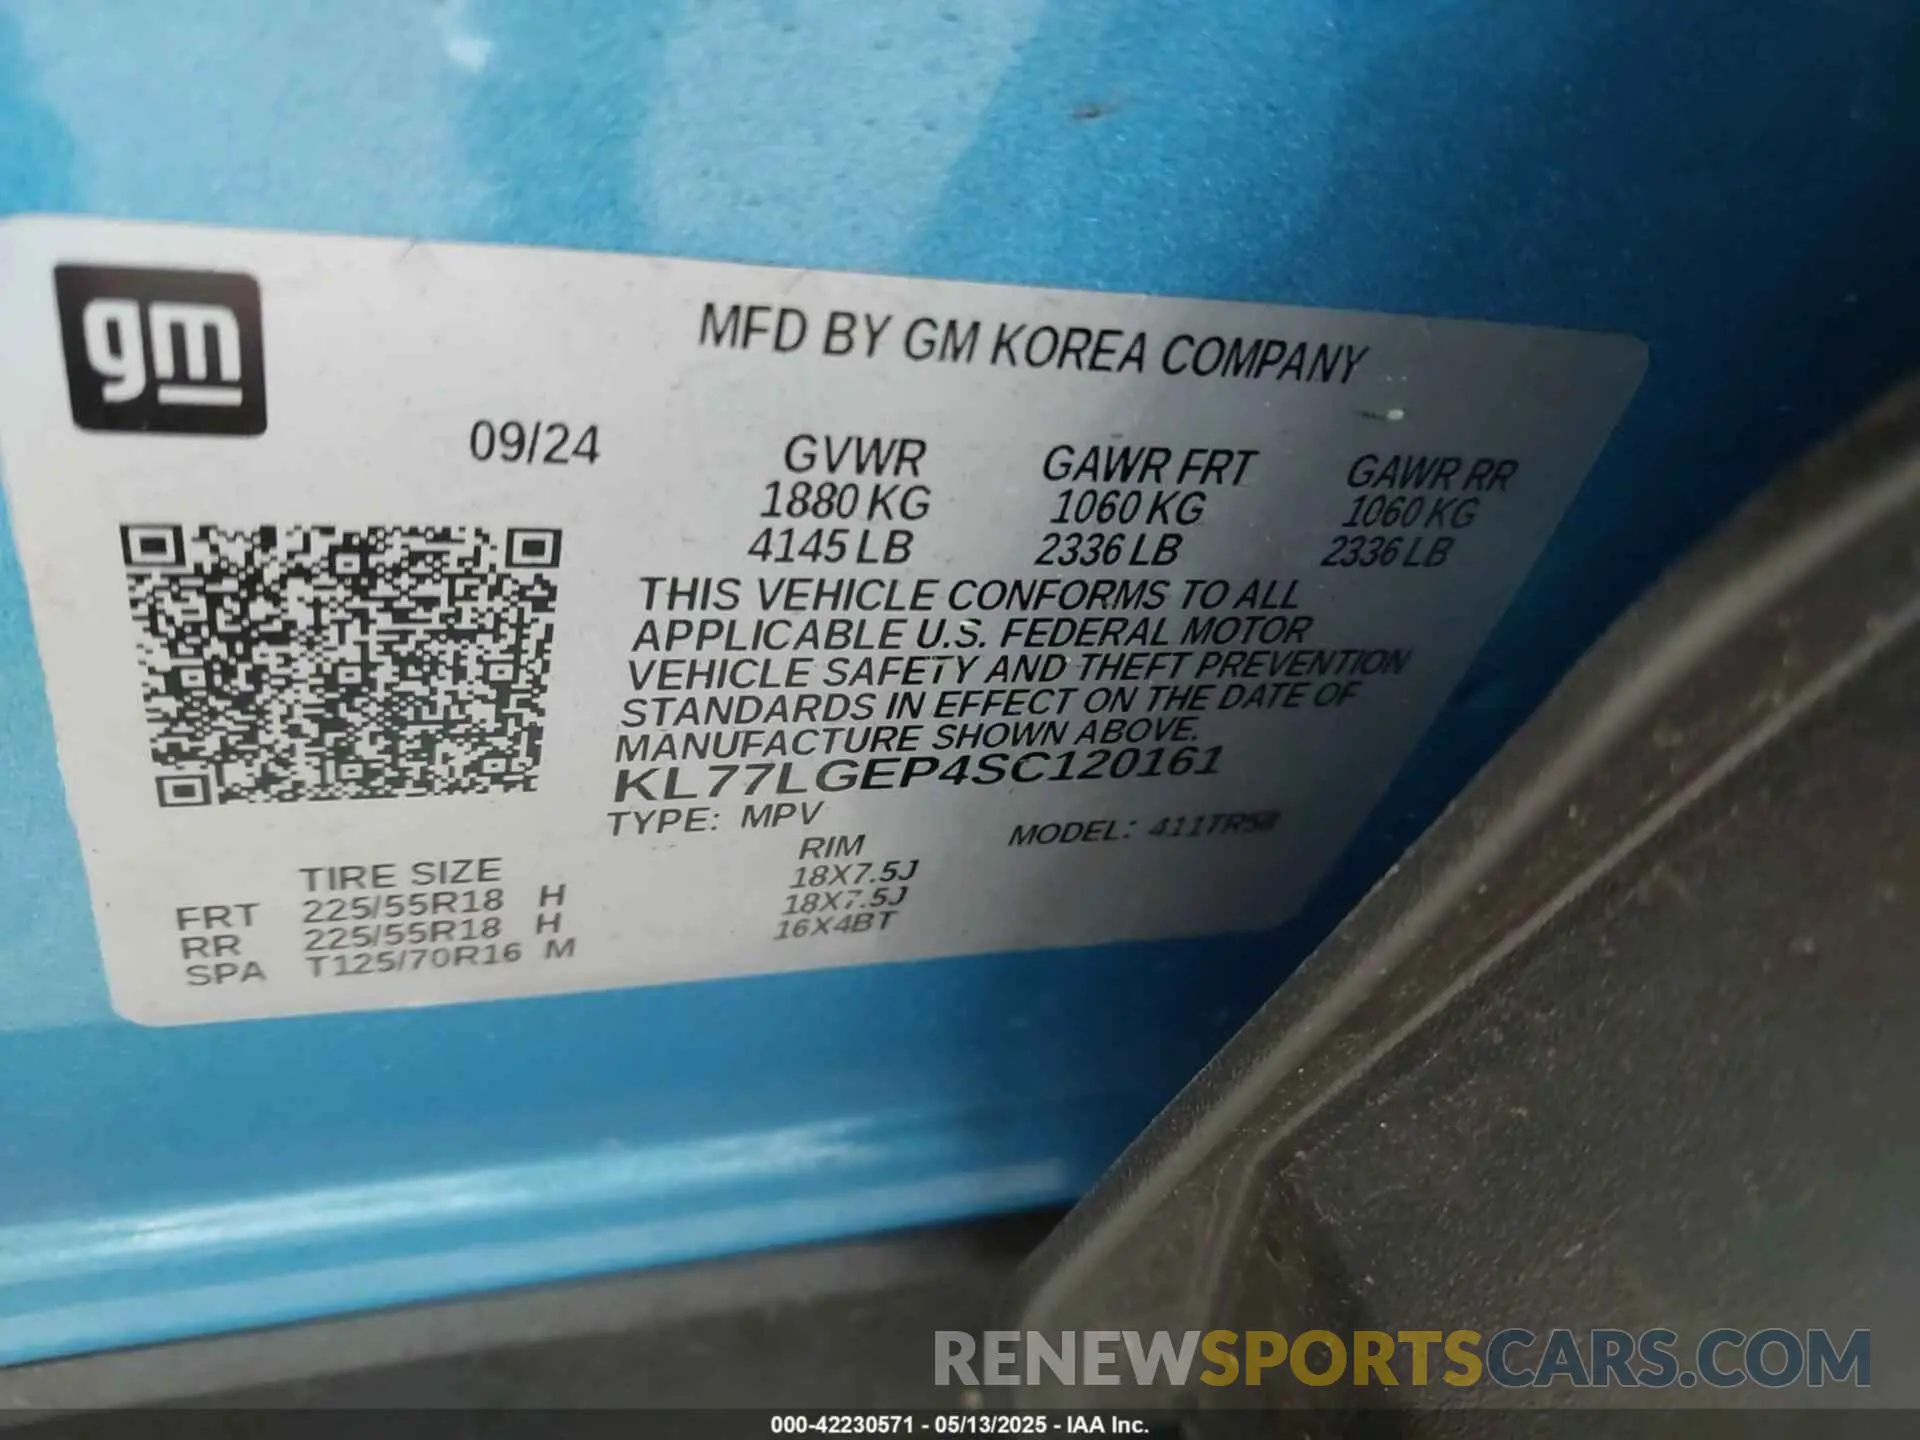 gm
MFD BY GM KOREA COMPANY
09/24
GVWR GAWR FRT GAWR RR
1880 KG 1060 KG 1060 KG
4145 LB 2336 LB 2336 LB
THIS VEHICLE CONFORMS TO ALL
APPLICABLE U.S. FEDERAL MOTOR
VEHICLE SAFETY AND THEFT PREVENTION
STANDARDS IN EFFECT ON THE DATE OF
MANUFACTURE SHOWN ABOVE.
KL77LGEP4SC120161
TYPE: MPV MODEL:
TIRE SIZE RIM
FRT 225/55R18 H 18X7.5J
RR 225/55R18 H 18X7.5J
SPA T125/70R16 M 16X4BT
RENEWSPORTSCARS.COM
000-42230571 - 05/13/2025 - IAA Inc.